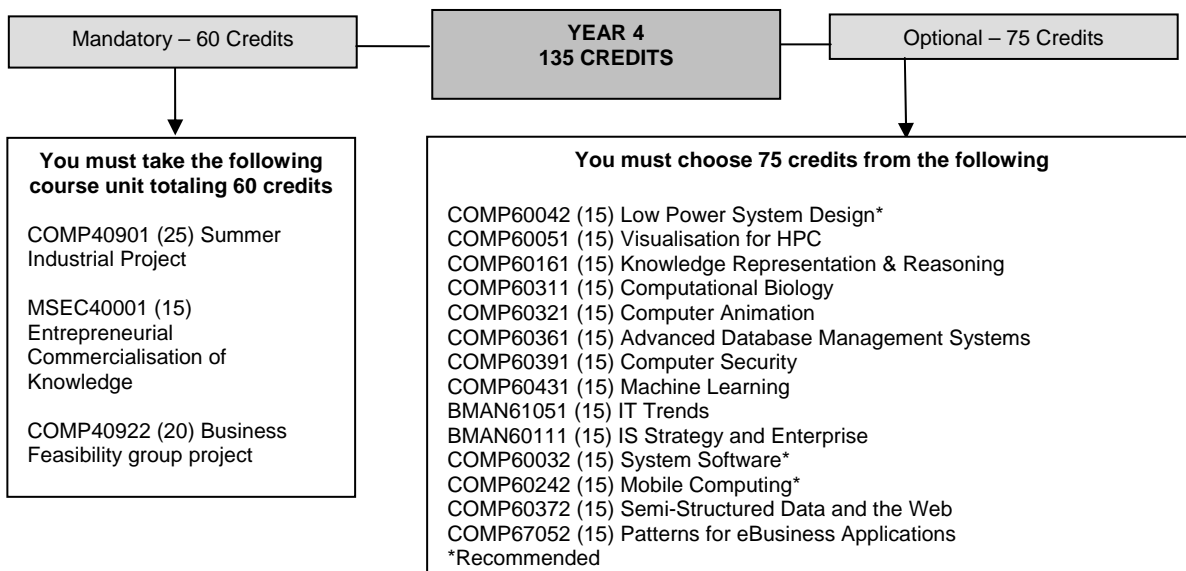 Mandatory – 60 Credits
YEAR 4
135 CREDITS
Optional – 75 Credits
You must take the following
course unit totaling 60 credits
COMP40901 (25) Summer
Industrial Project
MSEC40001 (15)
Entrepreneurial
Commercialisation of
Knowledge
COMP40922 (20) Business
Feasibility group project
You must choose 75 credits from the following
COMP60042 (15) Low Power System Design*
COMP60051 (15) Visualisation for HPC
COMP60161 (15) Knowledge Representation & Reasoning
COMP60311 (15) Computational Biology
COMP60321 (15) Computer Animation
COMP60361 (15) Advanced Database Management Systems
COMP60391 (15) Computer Security
COMP60431 (15) Machine Learning
BMAN61051 (15) IT Trends
BMAN60111 (15) IS Strategy and Enterprise
COMP60032 (15) System Software*
COMP60242 (15) Mobile Computing*
COMP60372 (15) Semi-Structured Data and the Web
COMP67052 (15) Patterns for eBusiness Applications
*Recommended